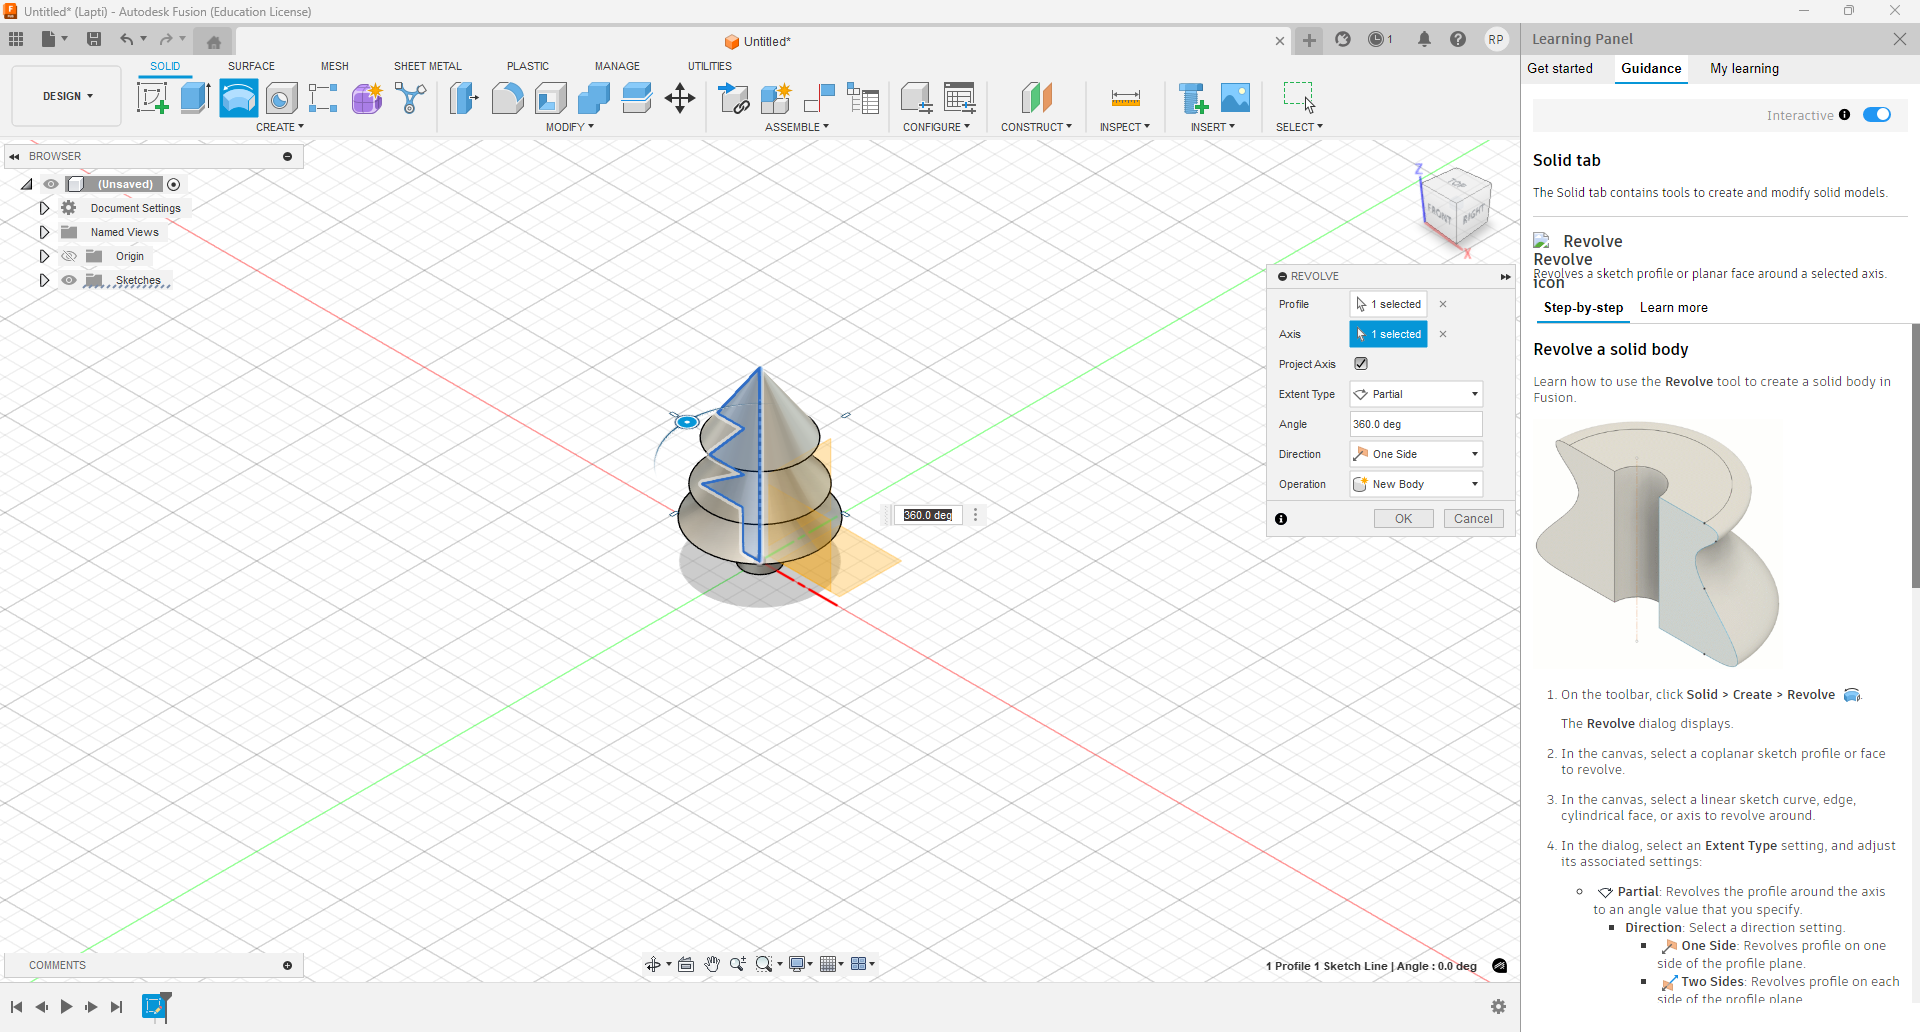 Untitled* (Lapti) - Autodesk Fusion (Education License)
Untitled*
1
RP
DESIGN
SOLID
SURFACE
MESH
SHEET METAL
PLASTIC
MANAGE
UTILITIES
CREATE
MODIFY
ASSEMBLE
CONFIGURE
CONSTRUCT
INSPECT
INSERT
SELECT
BROWSER
(Unsaved)
Document Settings
Named Views
Origin
Sketches
Z
TOP
FRONT
RIGHT
X
REVOLVE
Profile
1 selected
Axis
1 selected
Project Axis
Extent Type
Partial
Angle
360.0 deg
Direction
One Side
Operation
New Body
OK
Cancel
360.0 deg
COMMENTS
1 Profile 1 Sketch Line | Angle : 0.0 deg
Learning Panel
Get started
Guidance
My learning
Interactive
Solid tab
The Solid tab contains tools to create and modify solid models.
Revolve
Revolve
icon
Revolves a sketch profile or planar face around a selected axis.
Step-by-step
Learn more
Revolve a solid body
Learn how to use the Revolve tool to create a solid body in
Fusion.
1. On the toolbar, click Solid > Create > Revolve .
The Revolve dialog displays.
2. In the canvas, select a coplanar sketch profile or face
to revolve.
3. In the canvas, select a linear sketch curve, edge,
cylindrical face, or axis to revolve around.
4. In the dialog, select an Extent Type setting, and adjust
its associated settings:
Partial: Revolves the profile around the axis
to an angle value that you specify.
Direction: Select a direction setting.
One Side: Revolves profile on one
side of the profile plane.
Two Sides: Revolves profile on each
side of the profile plane